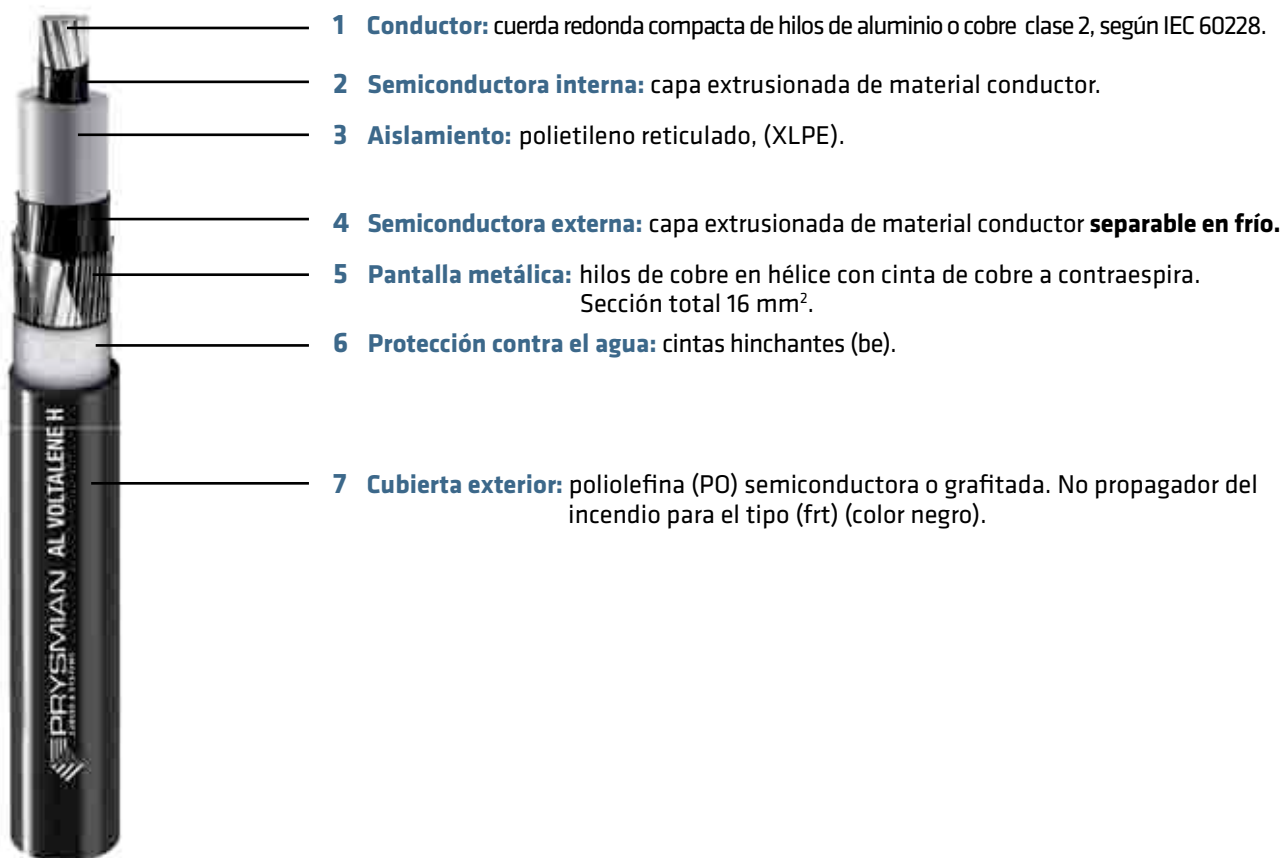 1 Conductor: cuerda redonda compacta de hilos de aluminio o cobre clase 2, según IEC 60228.
2 Semiconductora interna: capa extrusionada de material conductor.
3 Aislamiento: polietileno reticulado, (XLPE).
4 Semiconductora externa: capa extrusionada de material conductor separable en frío.
5 Pantalla metálica: hilos de cobre en hélice con cinta de cobre a contraespira.
Sección total 16 mm².
6 Protección contra el agua: cintas hinchantes (be).
7 Cubierta exterior: poliolefina (PO) semiconductora o grafitada. No propagador del
incendio para el tipo (frt) (color negro).
PRYSMIAN AL VOLTALENE H